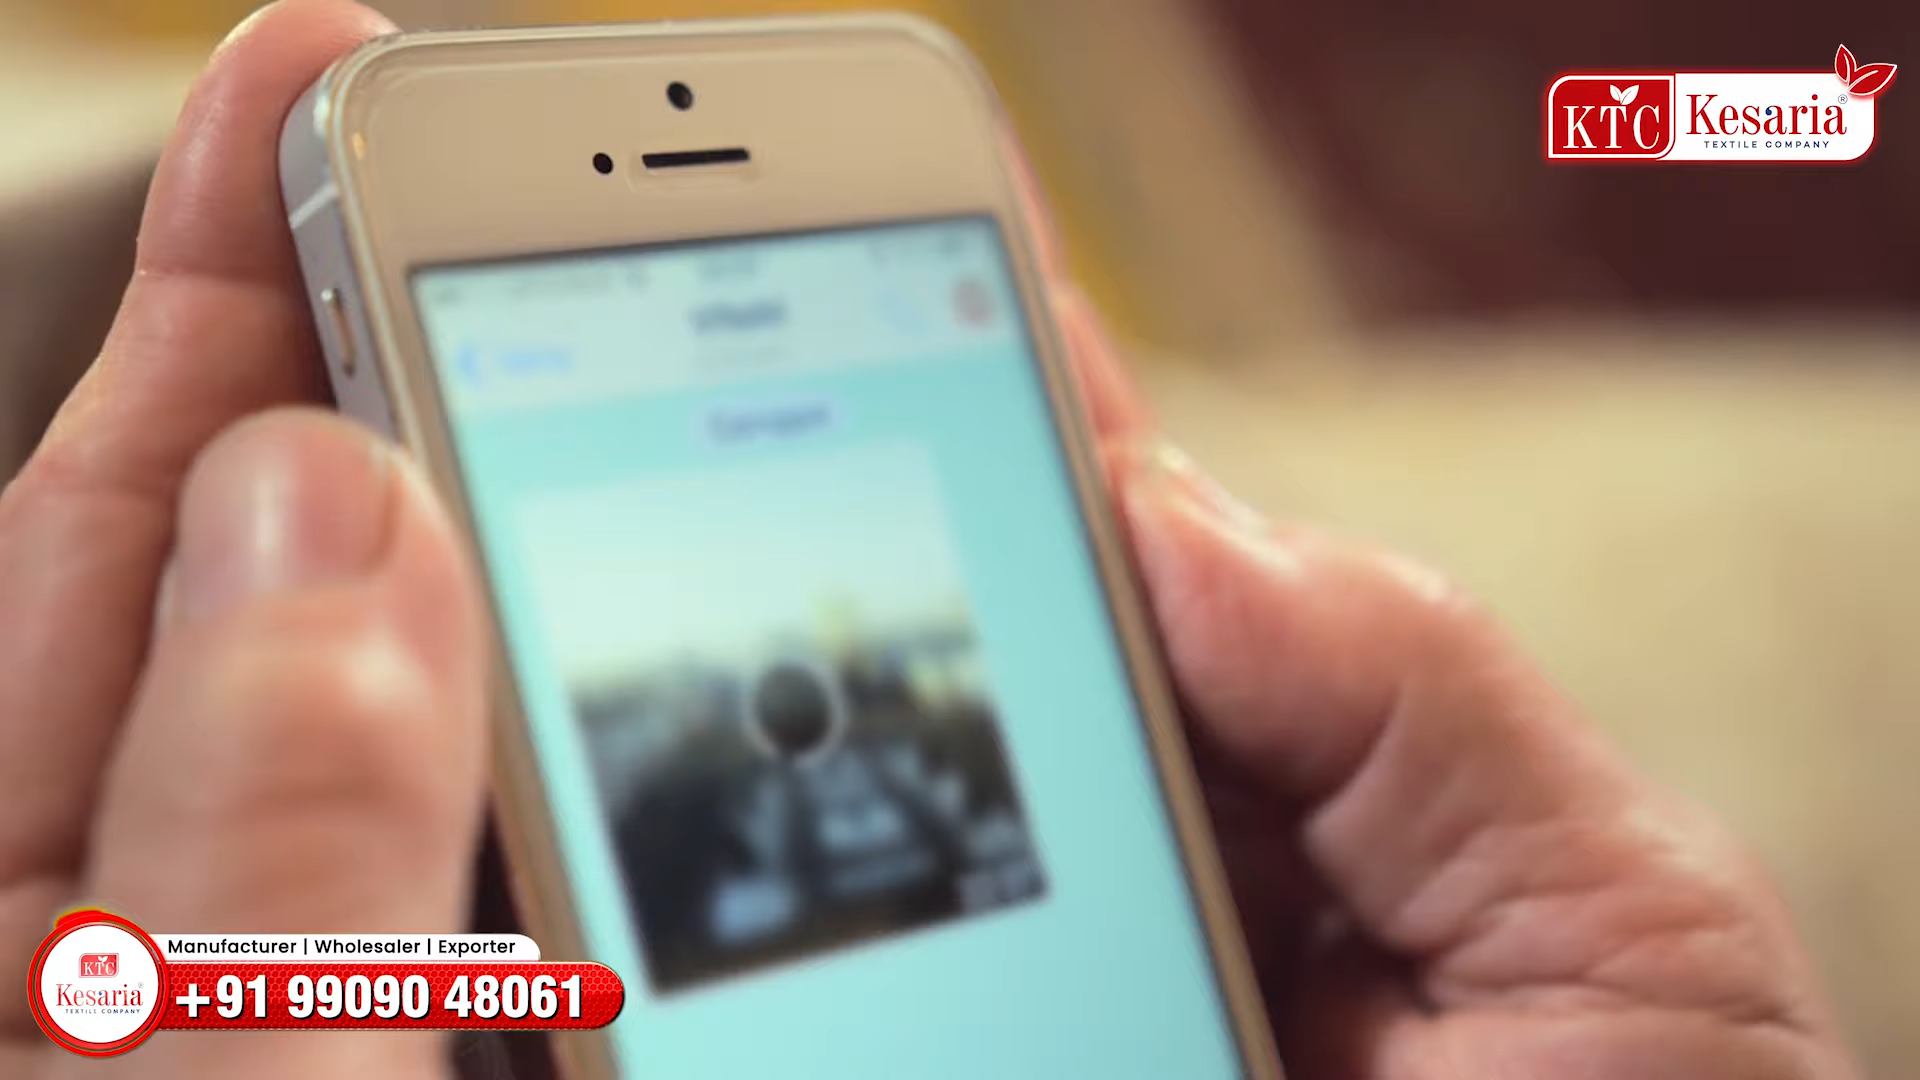 KTC Kesaria®
TEXTILE COMPANY
Manufacturer | Wholesaler | Exporter
KTC
Kesaria®
TEXTILE COMPANY
+91 99090 48061